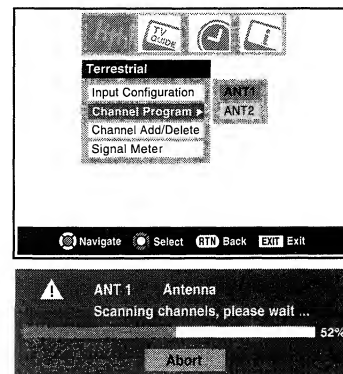 TV
GUIDE
i
Terrestrial
Input Configuration
Channel Program
ANT1
Channel Add/Delete
ANT2
Signal Meter
Navigate Select RTN Back EXIT Exit
! ANT 1 Antenna
Scanning channels, please wait ...
52%
Abort